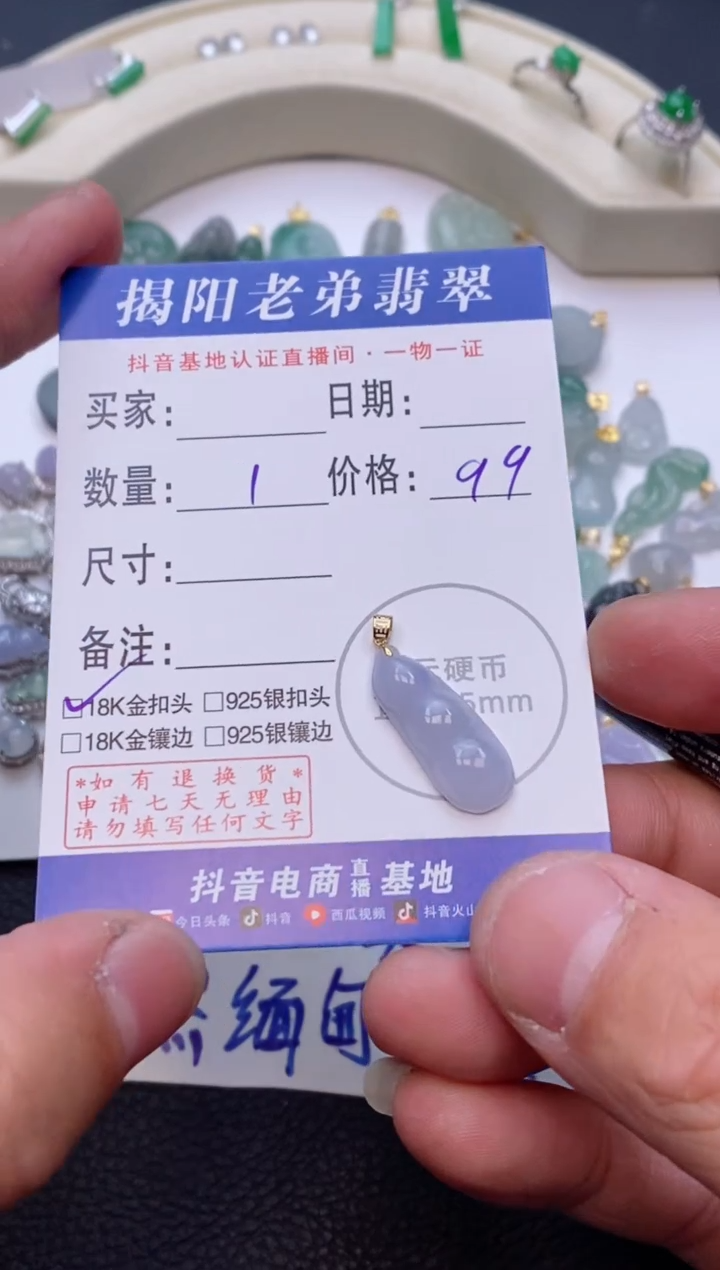 揭阳老弟翡翠
抖音基地认证直播间·一物一证
买家: 日期:
数量: 1 价格: 99
尺寸:
备注:
元硬币
5mm
☑18K金扣头 □925银扣头
□18K金镶边 □925银镶边
*如有退换货*
申请七天无理由
请勿填写任何文字
抖音电商直播基地
今日头条 抖音 西瓜视频 抖音火山
缅甸